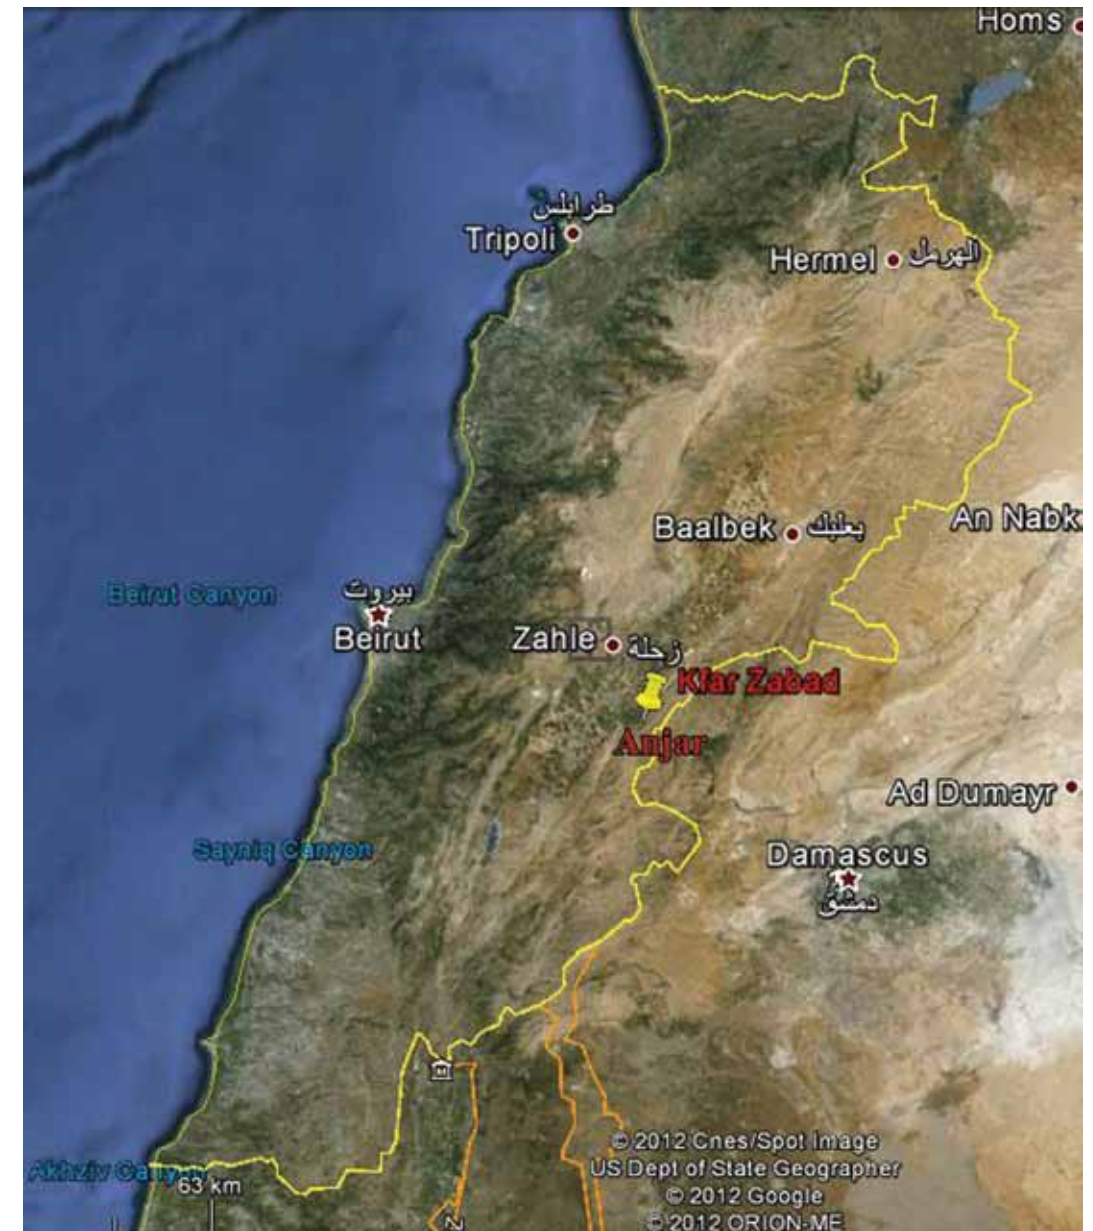 Homs
طرابلس
Tripoli
Hermel
الهرمل
An Nabk
Baalbek
بعلبك
Beirut Canyon
بيروت
Beirut
Zahle
زحلة
Kfar Zabad
Anjar
Ad Dumayr
Sayniq Canyon
Damascus
دمشق
Akhziv Canyon
63 km
© 2012 Cnes/Spot Image
US Dept of State Geographer
© 2012 Google
© 2012 ORION-ME